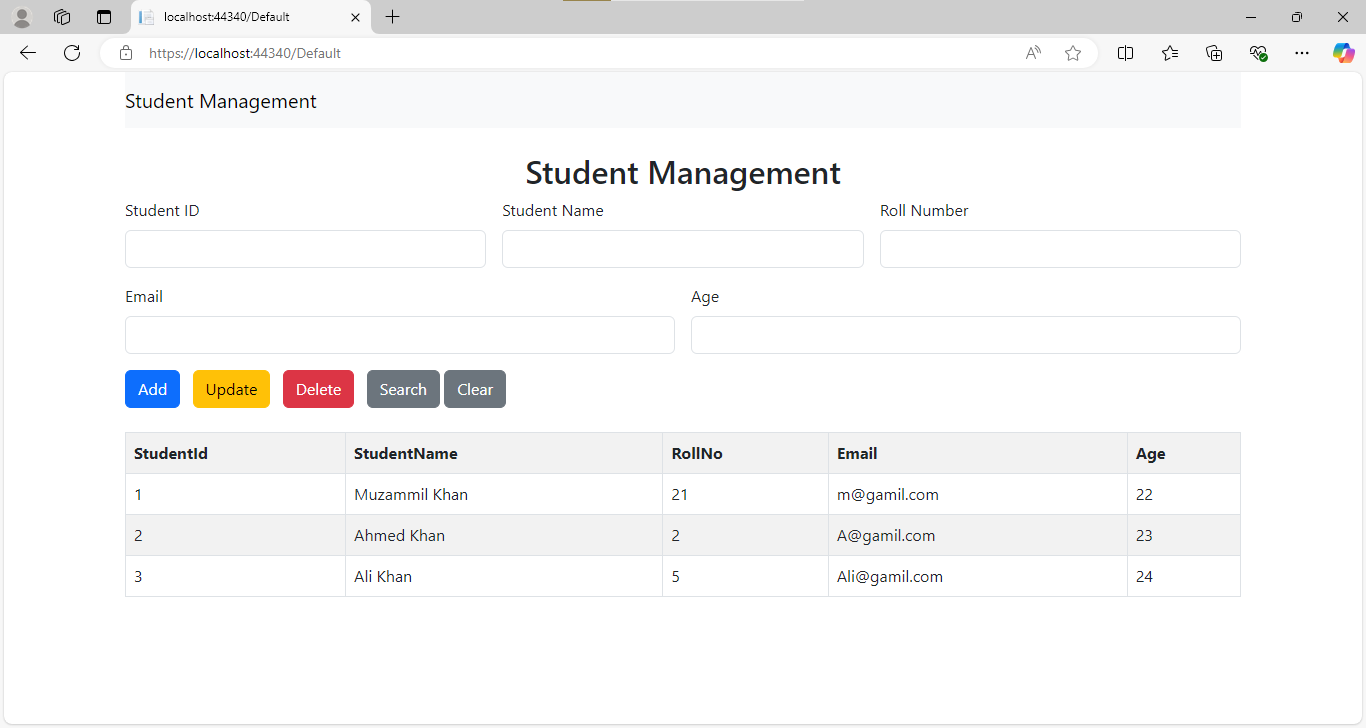 localhost:44340/Default
https://localhost:44340/Default
Student Management
Student Management
Student ID Student Name Roll Number
Email Age
Add Update Delete Search Clear
StudentId StudentName RollNo Email Age
1 Muzammil Khan 21 m@gamil.com 22
2 Ahmed Khan 2 A@gamil.com 23
3 Ali Khan 5 Ali@gamil.com 24